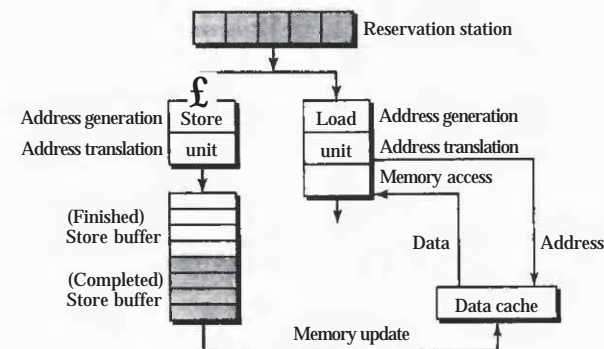 Reservation station
£
Address generation
Store
Load
Address generation
Address translation
unit
unit
Address translation
Memory access
(Finished)
Store buffer
Data
Address
(Completed)
Store buffer
Data cache
Memory update